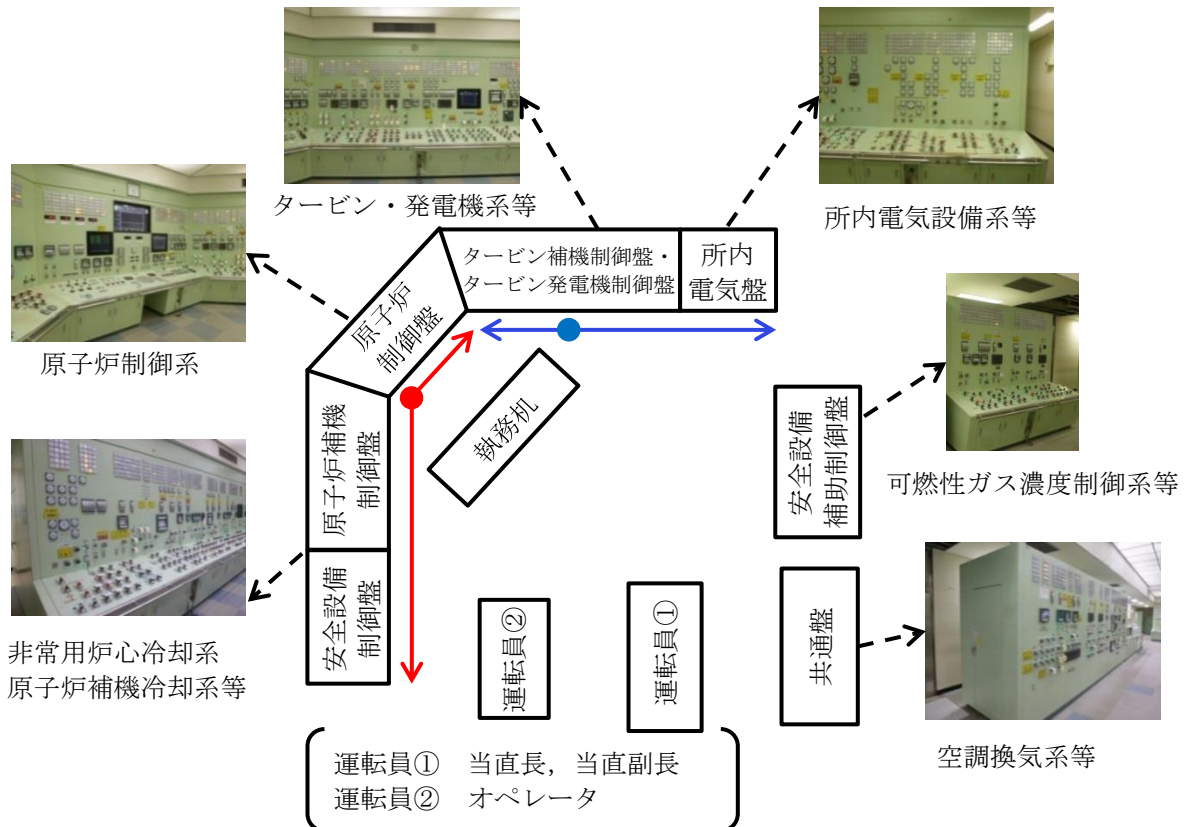 タービン・発電機系等
所内電気設備系等
タービン補機制御盤・
タービン発電機制御盤
所内
電気盤
原子炉
制御盤
原子炉制御系
執務机
原子炉補機
制御盤
安全設備
補助制御盤
可燃性ガス濃度制御系等
安全設備
制御盤
非常用炉心冷却系
原子炉補機冷却系等
運転員②
運転員①
共通盤
空調換気系等
運転員① 当直長，当直副長
運転員② オペレータ